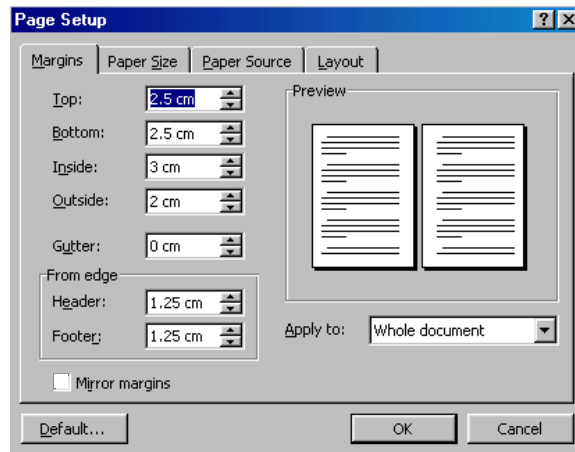 Page Setup
Margins Paper Size Paper Source Layout
Top: 2.5 cm
Preview
Bottom: 2.5 cm
Inside: 3 cm
Outside: 2 cm
Gutter: 0 cm
From edge
Header: 1.25 cm
Apply to: Whole document
Footer: 1.25 cm
Mirror margins
Default... OK Cancel